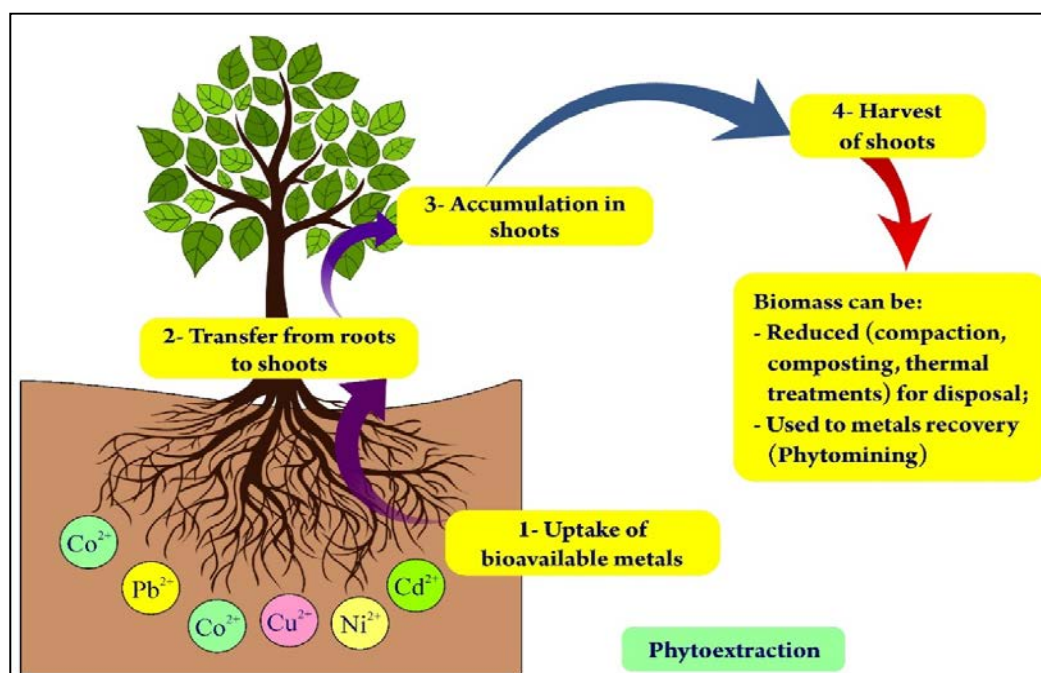 4- Harvest
of shoots
3- Accumulation in
shoots
Biomass can be:
- Reduced (compaction,
composting, thermal
treatments) for disposal;
- Used to metals recovery
(Phytomining)
2- Transfer from roots
to shoots
1- Uptake of
bioavailable metals
Co²⁺
Pb²⁺
Co²⁺
Cu²⁺
Ni²⁺
Cd²⁺
Phytoextraction